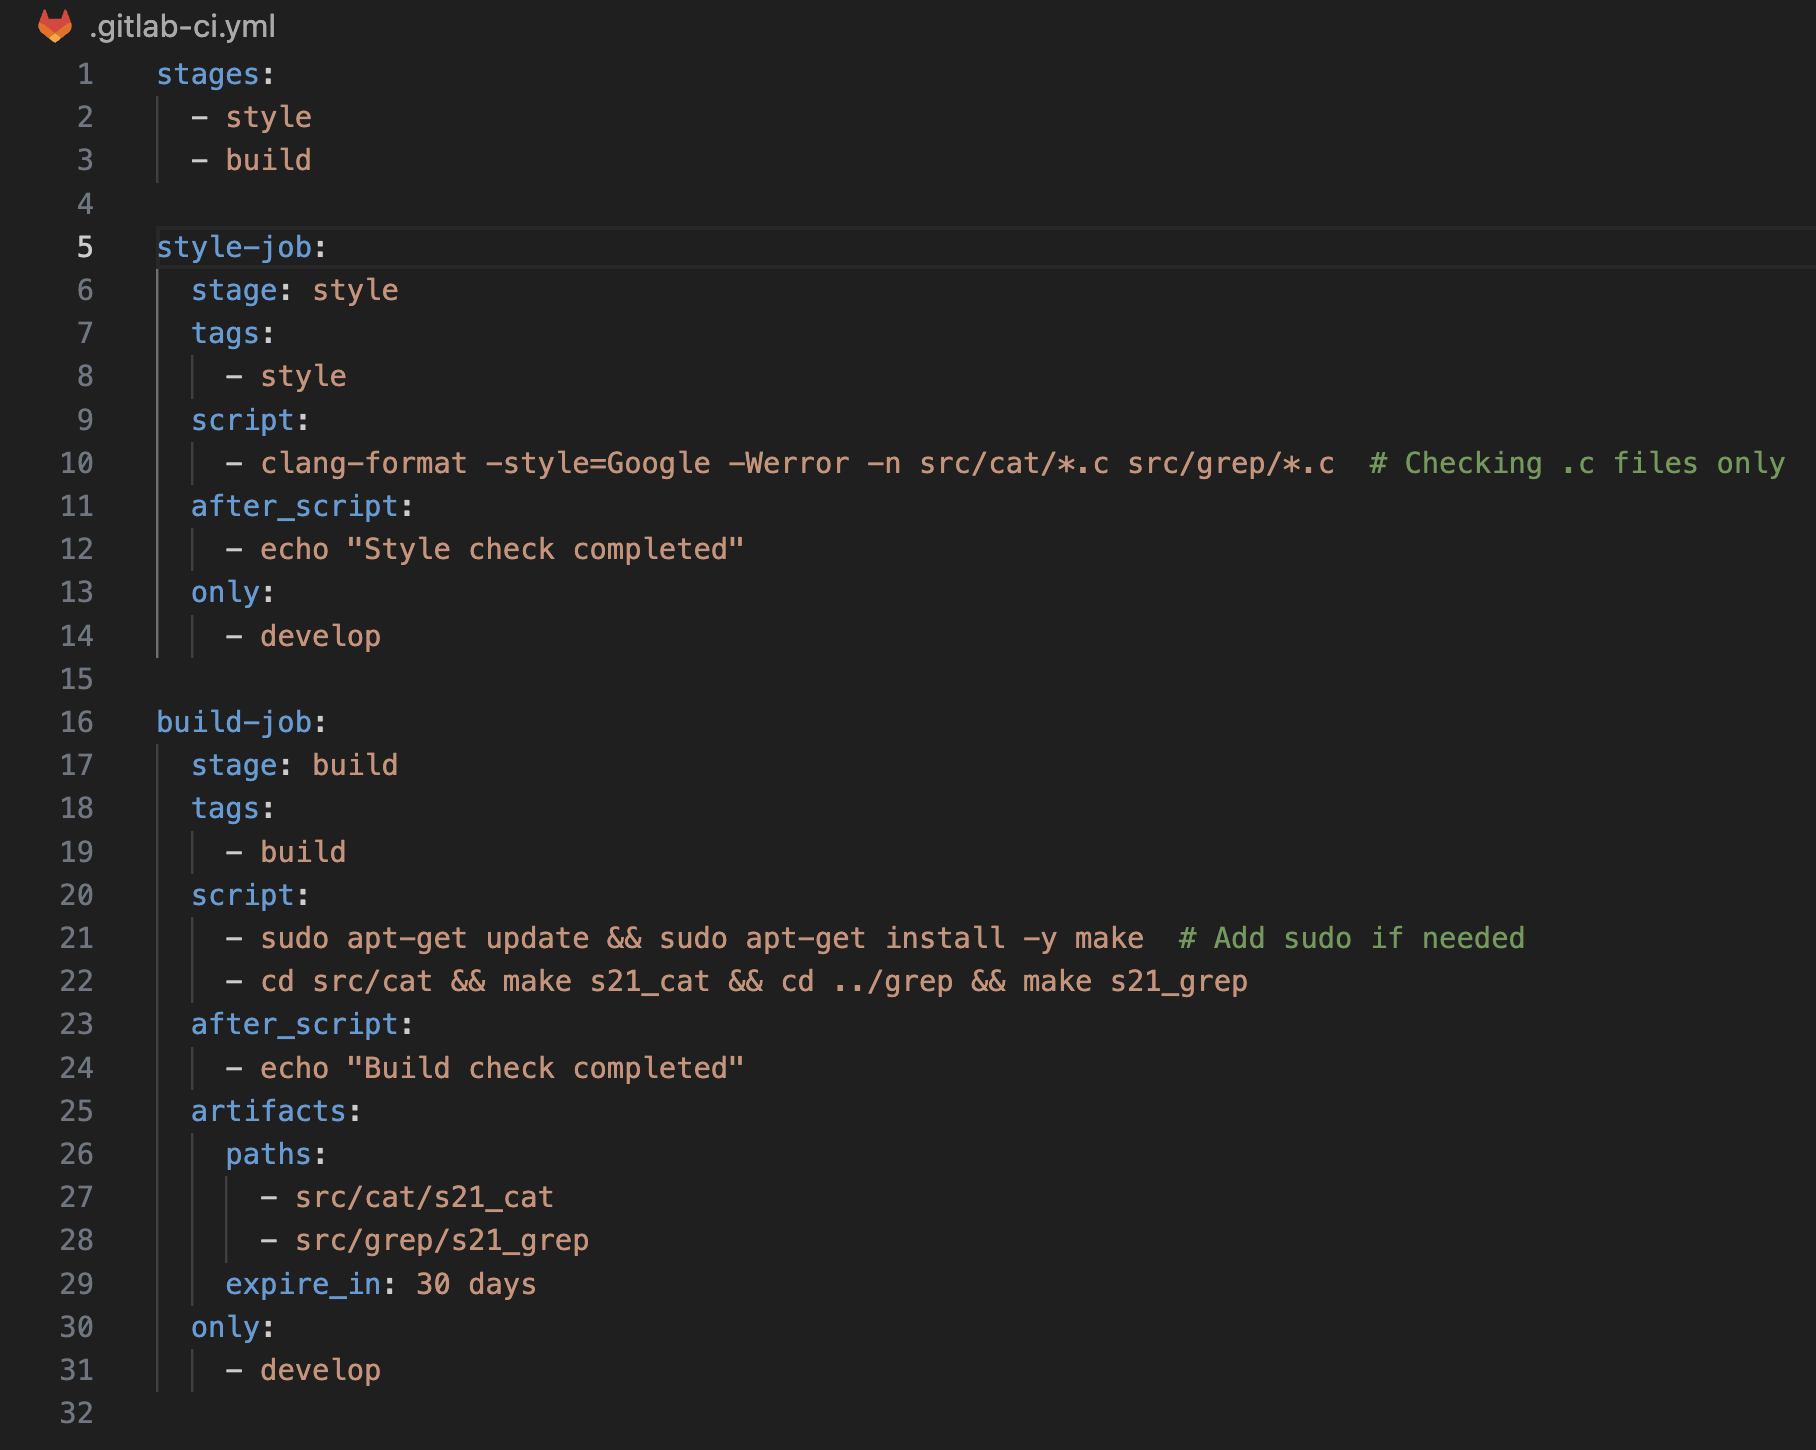 .gitlab-ci.yml
1 stages:
2   - style
3   - build
4
5 style-job:
6   stage: style
7   tags:
8     - style
9   script:
10     - clang-format -style=Google -Werror -n src/cat/*.c src/grep/*.c  # Checking .c files only
11   after_script:
12     - echo "Style check completed"
13   only:
14     - develop
15
16 build-job:
17   stage: build
18   tags:
19     - build
20   script:
21     - sudo apt-get update && sudo apt-get install -y make  # Add sudo if needed
22     - cd src/cat && make s21_cat && cd ../grep && make s21_grep
23   after_script:
24     - echo "Build check completed"
25   artifacts:
26     paths:
27       - src/cat/s21_cat
28       - src/grep/s21_grep
29     expire_in: 30 days
30   only:
31     - develop
32